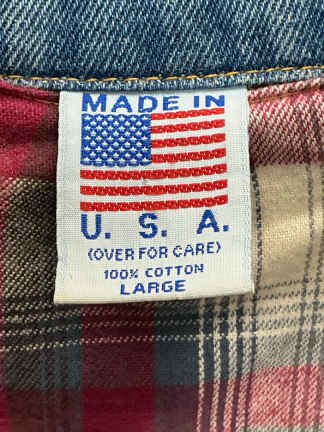 MADE IN
U. S. A.
(OVER FOR CARE)
100% COTTON
LARGE